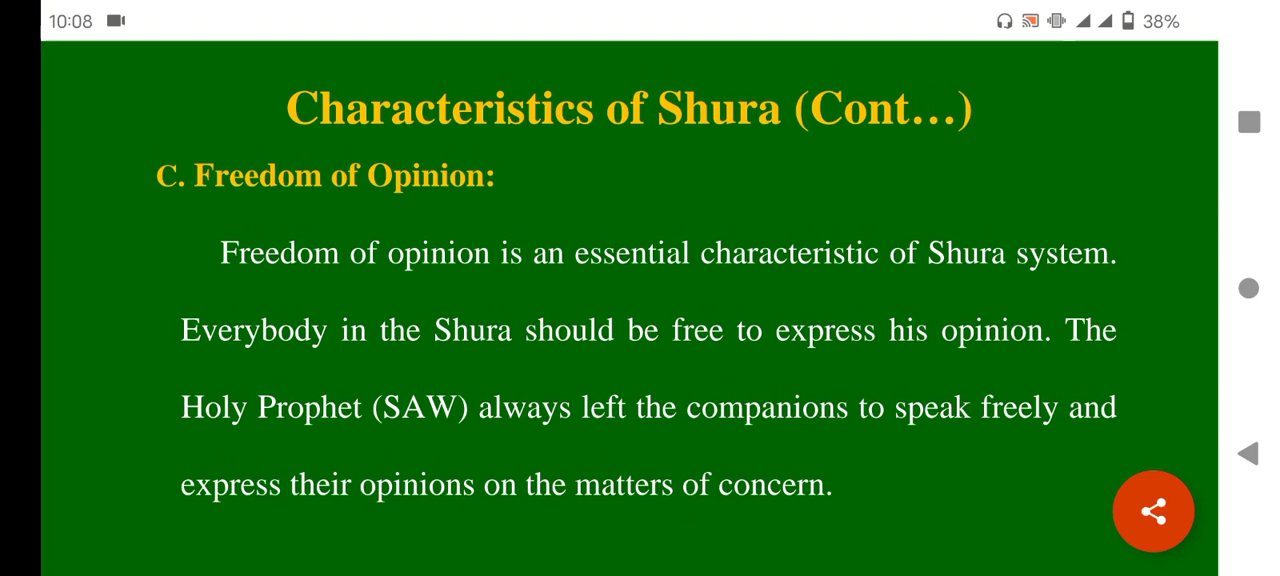 10:08 38%
Characteristics of Shura (Cont…)
C. Freedom of Opinion:
Freedom of opinion is an essential characteristic of Shura system.
Everybody in the Shura should be free to express his opinion. The
Holy Prophet (SAW) always left the companions to speak freely and
express their opinions on the matters of concern.